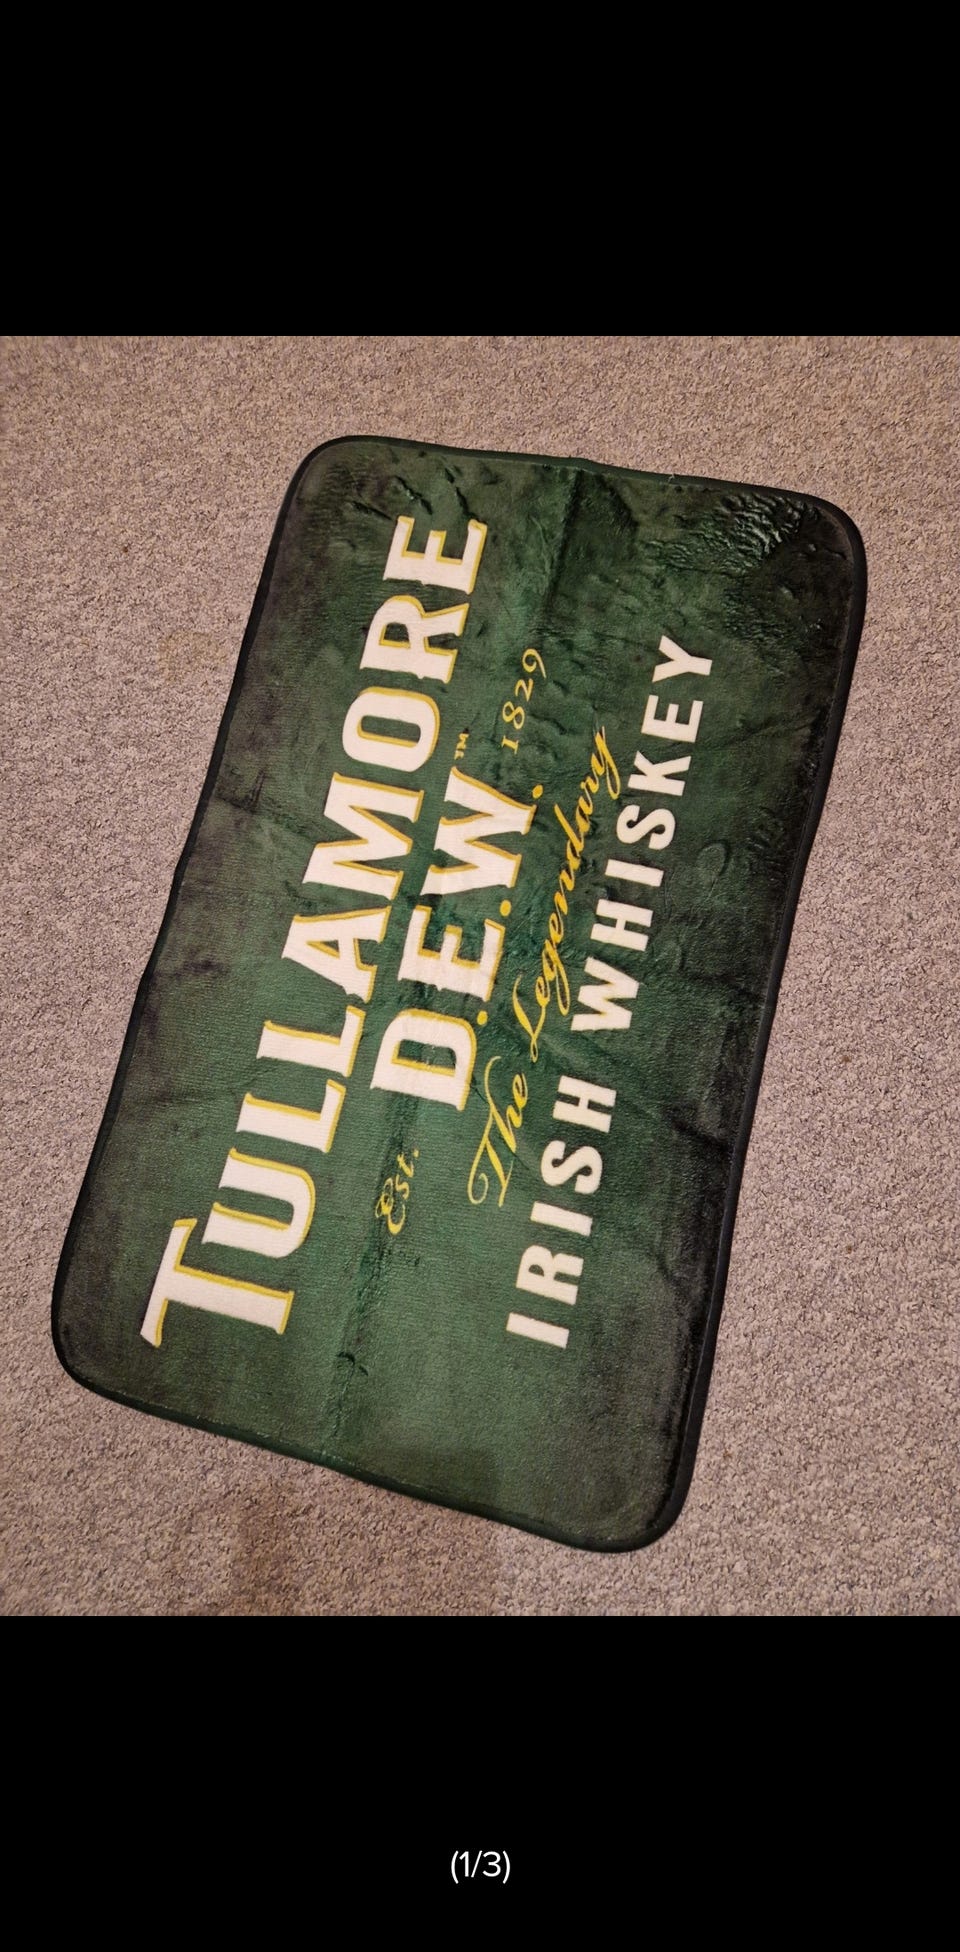 TULLAMORE
D.E.W.™
Est. 1829
The Legendary
IRISH WHISKEY
(1/3)